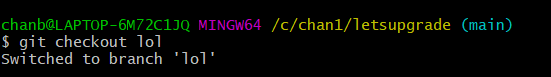 chanb@LAPTOP-6M72C1JQ MINGW64 /c/chan1/letsupgrade (main)
$ git checkout lol
Switched to branch 'lol'